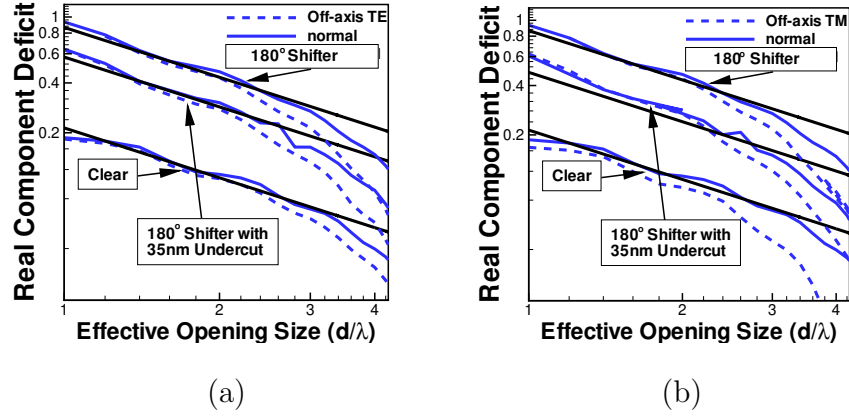 Real Component Deficit
1
0.8
0.6
0.4
0.2
Off-axis TE
normal
180° Shifter
Clear
180° Shifter with
35nm Undercut
1
2
3
4
Effective Opening Size (d/λ)
(a)
Real Component Deficit
1
0.8
0.6
0.4
0.2
Off-axis TM
normal
180° Shifter
Clear
180° Shifter with
35nm Undercut
1
2
3
4
Effective Opening Size (d/λ)
(b)